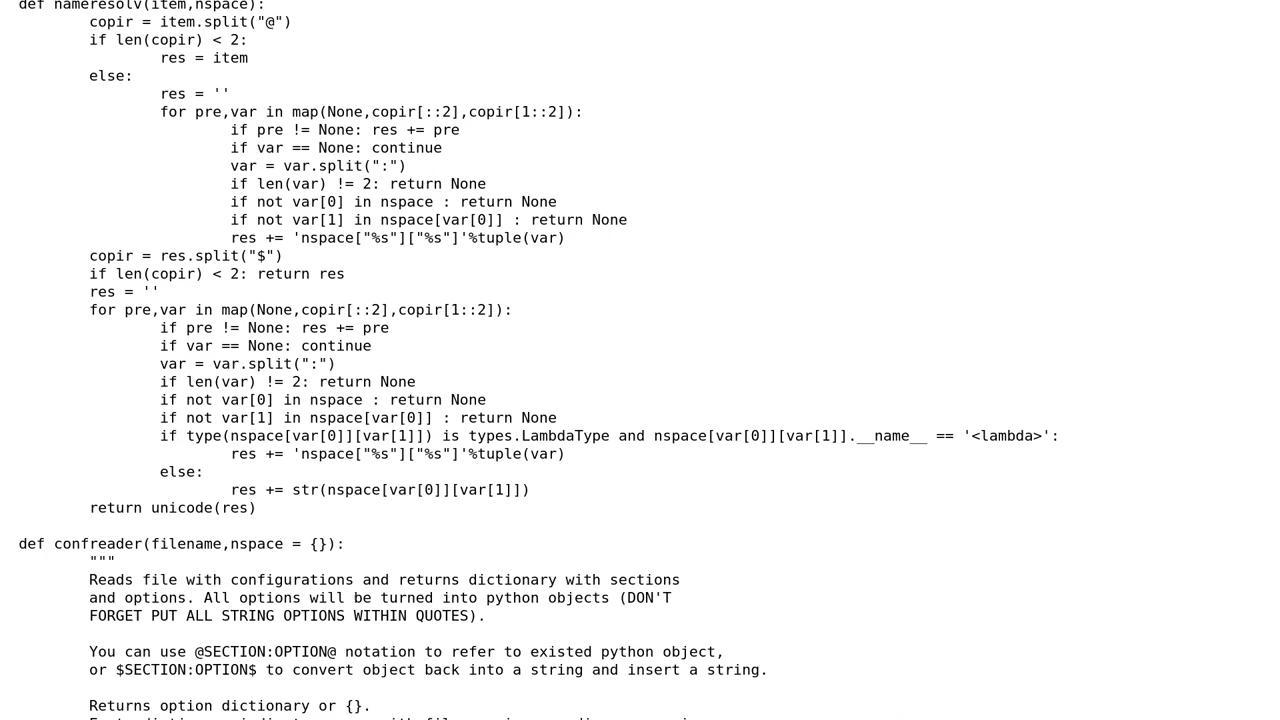 def nameresolv(item,nspace):
        copir = item.split("@")
        if len(copir) < 2:
                res = item
        else:
                res = ''
                for pre,var in map(None,copir[::2],copir[1::2]):
                        if pre != None: res += pre
                        if var == None: continue
                        var = var.split(":")
                        if len(var) != 2: return None
                        if not var[0] in nspace : return None
                        if not var[1] in nspace[var[0]] : return None
                        res += 'nspace["%s"]["%s"]'%tuple(var)
        copir = res.split("$")
        if len(copir) < 2: return res
        res = ''
        for pre,var in map(None,copir[::2],copir[1::2]):
                if pre != None: res += pre
                if var == None: continue
                var = var.split(":")
                if len(var) != 2: return None
                if not var[0] in nspace : return None
                if not var[1] in nspace[var[0]] : return None
                if type(nspace[var[0]][var[1]]) is types.LambdaType and nspace[var[0]][var[1]].__name__ == '<lambda>':
                        res += 'nspace["%s"]["%s"]'%tuple(var)
                else:
                        res += str(nspace[var[0]][var[1]])
        return unicode(res)

def confreader(filename,nspace = {}):
        """
        Reads file with configurations and returns dictionary with sections
        and options. All options will be turned into python objects (DON'T
        FORGET PUT ALL STRING OPTIONS WITHIN QUOTES).

        You can use @SECTION:OPTION@ notation to refer to existed python object,
        or $SECTION:OPTION$ to convert object back into a string and insert a string.

        Returns option dictionary or {}.